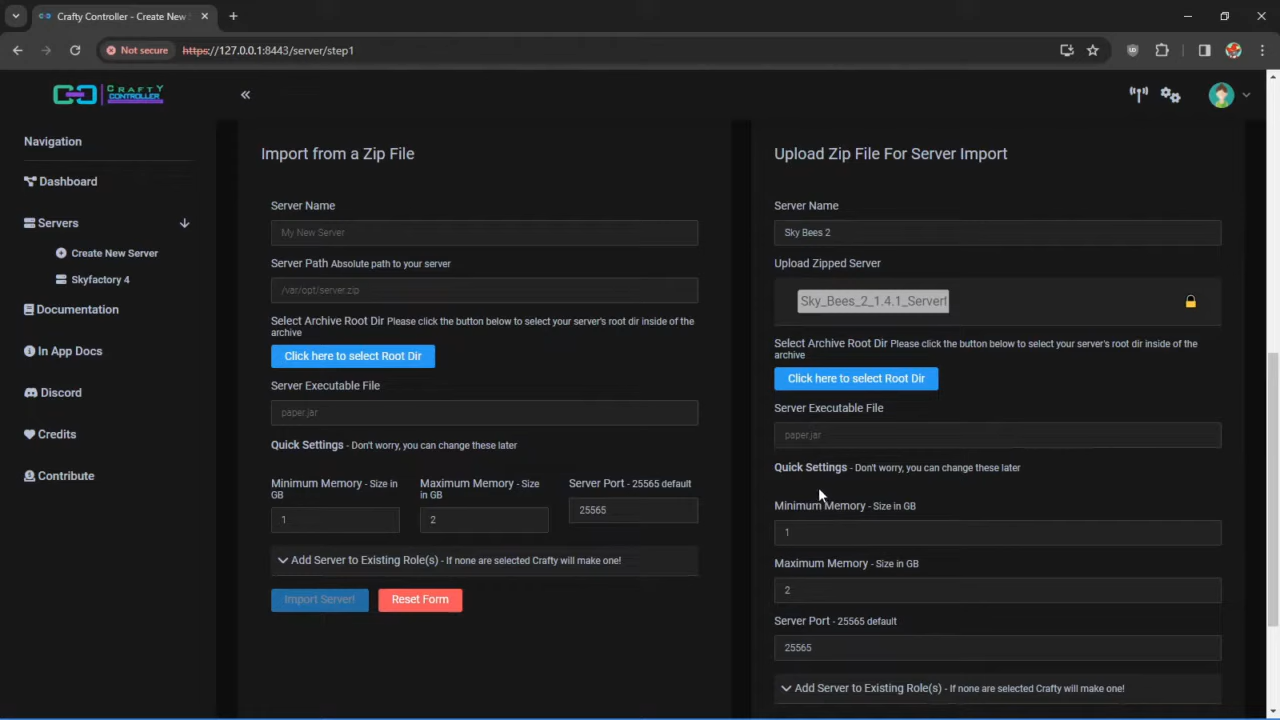 Crafty Controller - Create New
Not secure
https://127.0.0.1:8443/server/step1
CRAFTY
CONTROLLER
Navigation
Dashboard
Servers
Create New Server
Skyfactory 4
Documentation
In App Docs
Discord
Credits
Contribute
Import from a Zip File
Server Name
My New Server
Server Path Absolute path to your server
/var/opt/server.zip
Select Archive Root Dir Please click the button below to select your server's root dir inside of the
archive
Click here to select Root Dir
Server Executable File
paper.jar
Quick Settings - Don't worry, you can change these later
Minimum Memory - Size in
GB
1
Maximum Memory - Size
in GB
2
Server Port - 25565 default
25565
Add Server to Existing Role(s) - If none are selected Crafty will make one!
Import Server!
Reset Form
Upload Zip File For Server Import
Server Name
Sky Bees 2
Upload Zipped Server
Sky_Bees_2_1.4.1_Server
Select Archive Root Dir Please click the button below to select your server's root dir inside of the
archive
Click here to select Root Dir
Server Executable File
paper.jar
Quick Settings - Don't worry, you can change these later
Minimum Memory - Size in GB
1
Maximum Memory - Size in GB
2
Server Port - 25565 default
25565
Add Server to Existing Role(s) - If none are selected Crafty will make one!